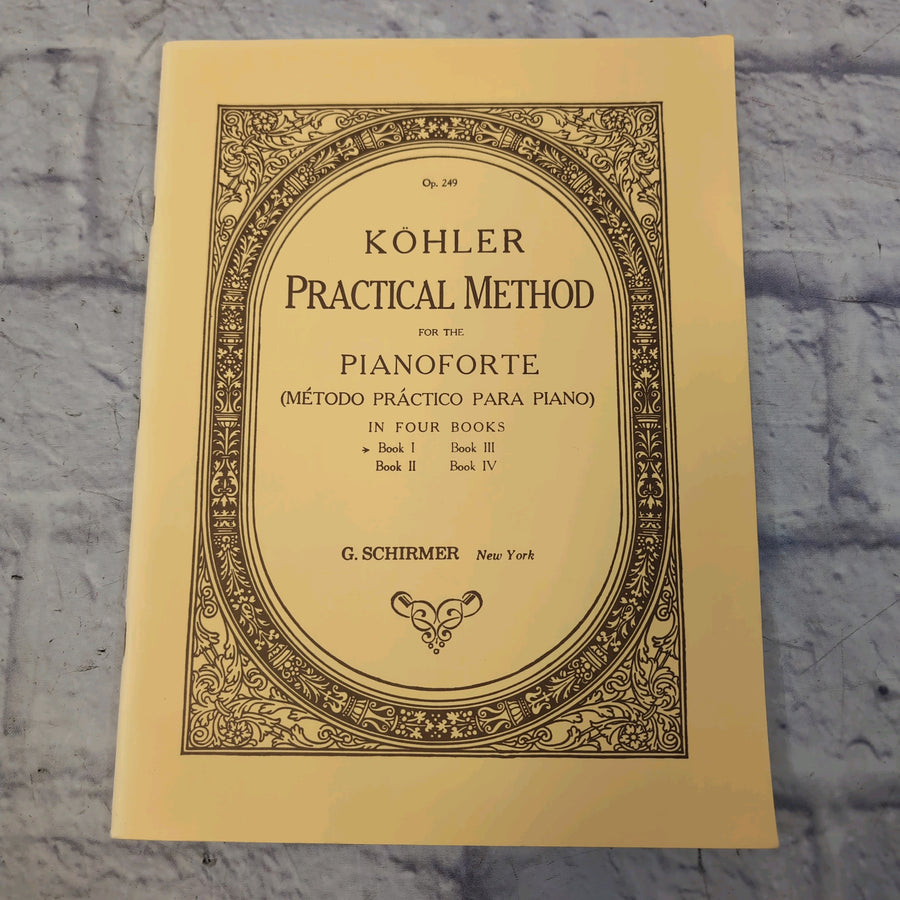 Op. 249
KÖHLER
PRACTICAL METHOD
FOR THE
PIANOFORTE
(MÉTODO PRÁCTICO PARA PIANO)
IN FOUR BOOKS
➛ Book I Book III
Book II Book IV
G. SCHIRMER New York